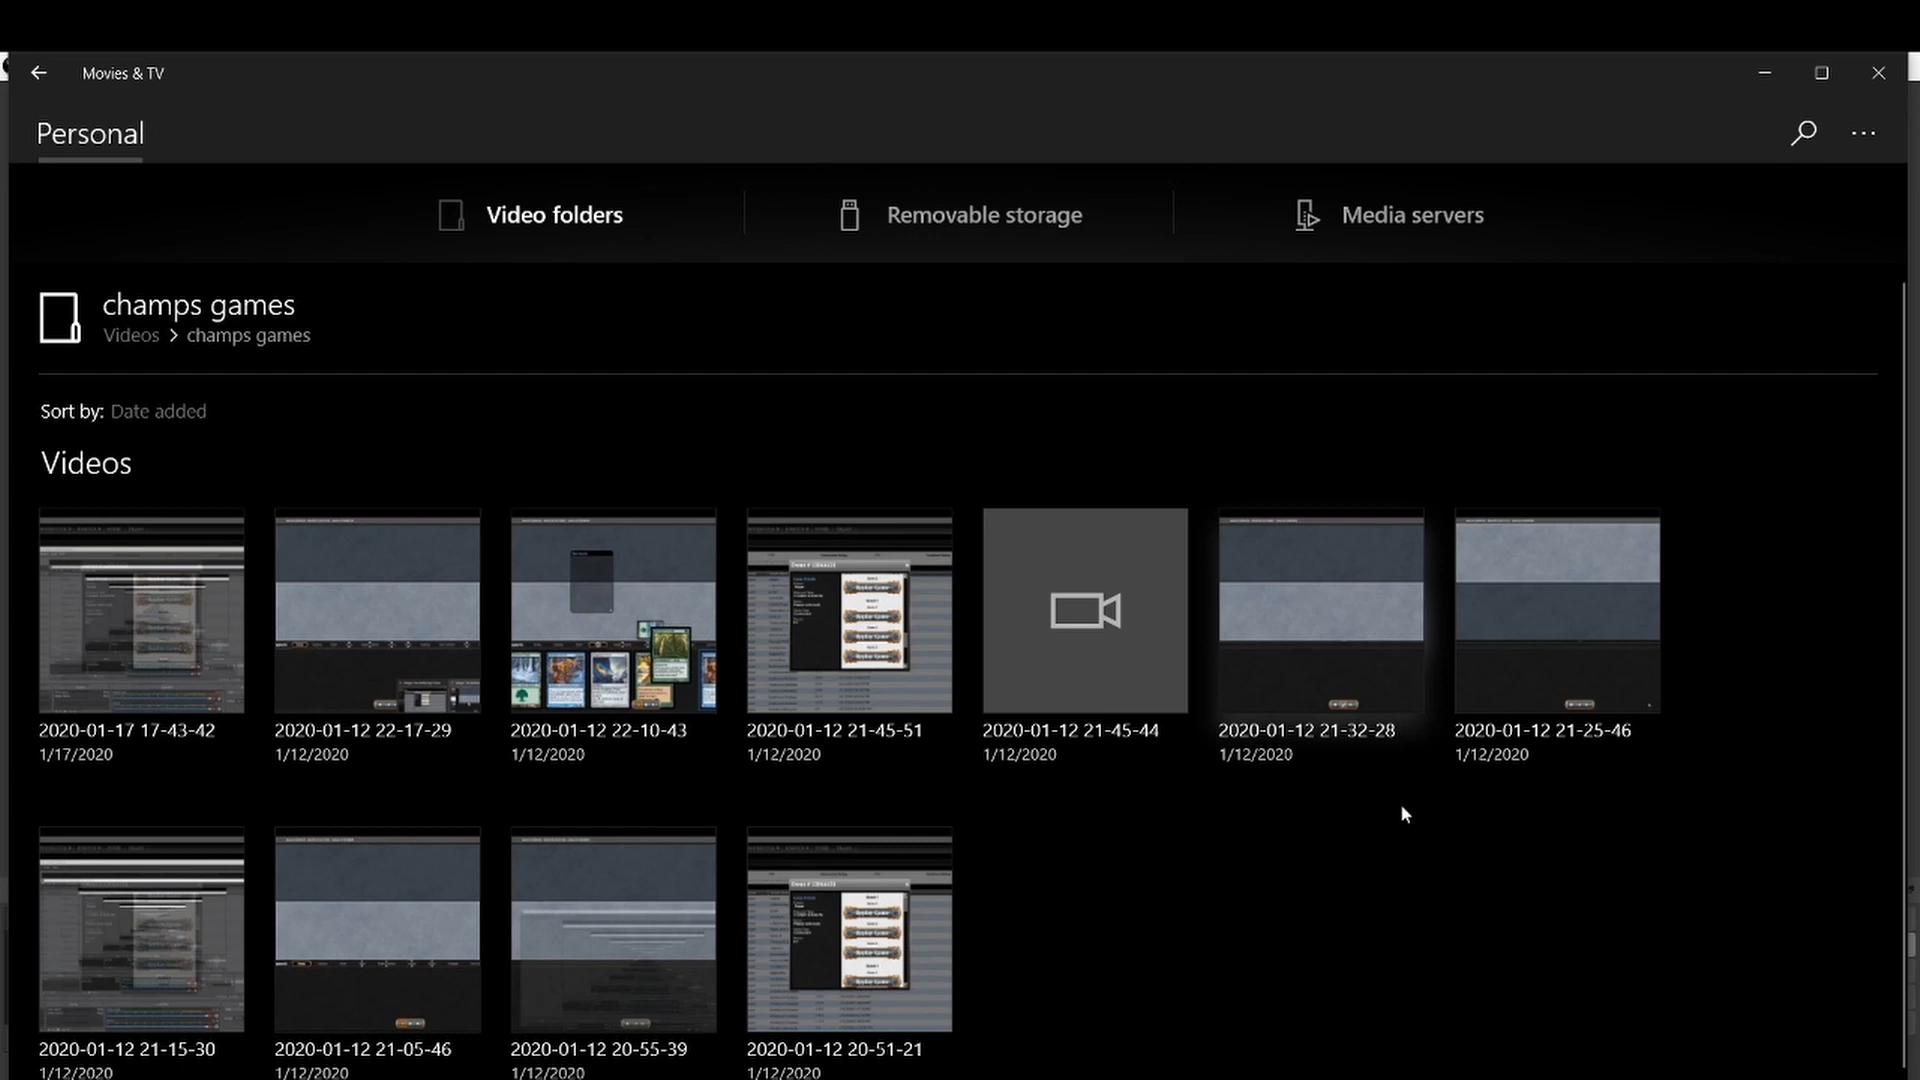 Movies & TV
Personal
Video folders
Removable storage
Media servers
champs games
Videos > champs games
Sort by: Date added
Videos
2020-01-17 17-43-42
1/17/2020
2020-01-12 22-17-29
1/12/2020
2020-01-12 22-10-43
1/12/2020
2020-01-12 21-45-51
1/12/2020
2020-01-12 21-45-44
1/12/2020
2020-01-12 21-32-28
1/12/2020
2020-01-12 21-25-46
1/12/2020
2020-01-12 21-15-30
1/12/2020
2020-01-12 21-05-46
1/12/2020
2020-01-12 20-55-39
1/12/2020
2020-01-12 20-51-21
1/12/2020